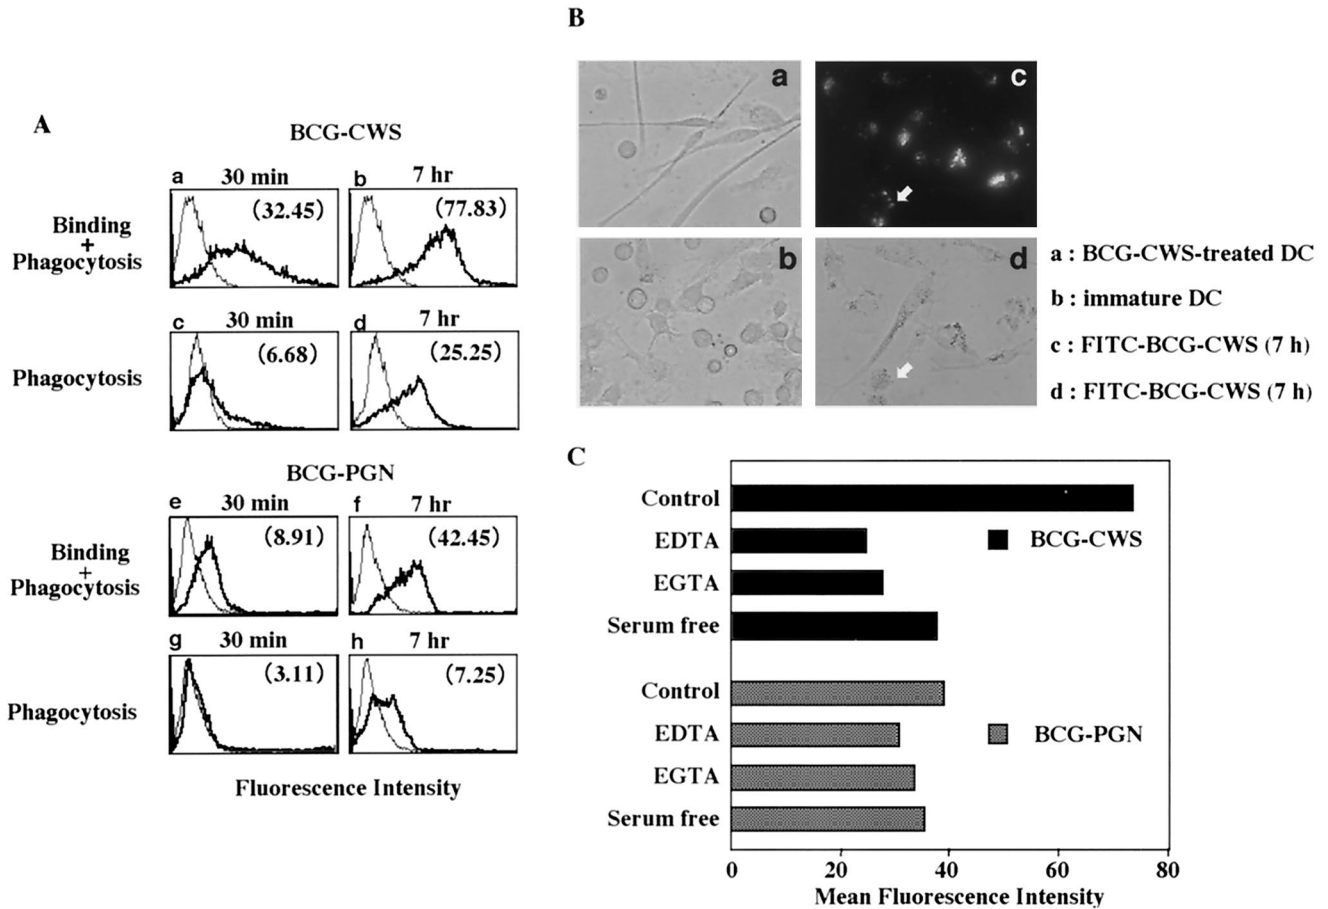 A
BCG-CWS
a 30 min b 7 hr
Binding
+
Phagocytosis
(32.45) (77.83)
c 30 min d 7 hr
Phagocytosis
(6.68) (25.25)
BCG-PGN
e 30 min f 7 hr
Binding
+
Phagocytosis
(8.91) (42.45)
g 30 min h 7 hr
Phagocytosis
(3.11) (7.25)
Fluorescence Intensity
B
a c
b d
a : BCG-CWS-treated DC
b : immature DC
c : FITC-BCG-CWS (7 h)
d : FITC-BCG-CWS (7 h)
C
Control
EDTA
EGTA
Serum free
BCG-CWS
Control
EDTA
EGTA
Serum free
BCG-PGN
0 20 40 60 80
Mean Fluorescence Intensity